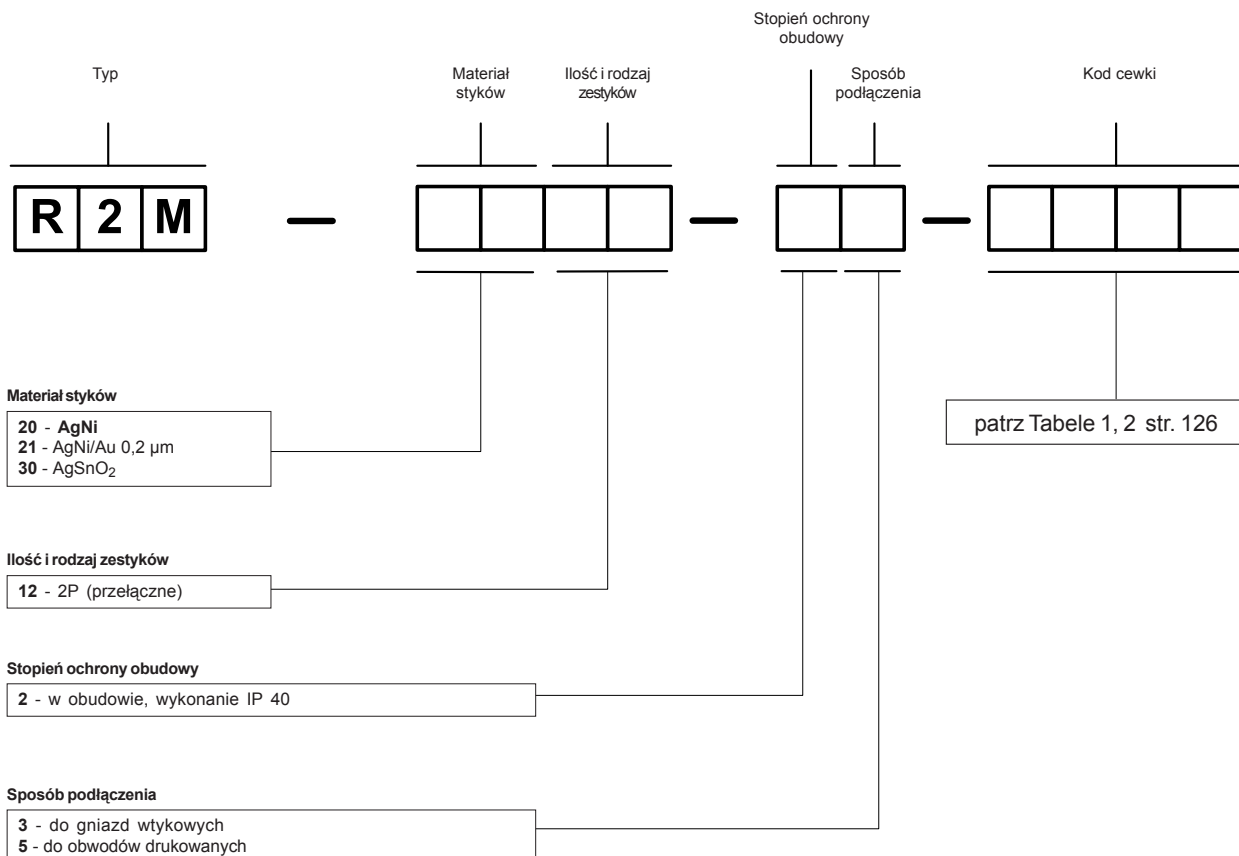 Stopień ochrony
obudowy
Typ
Materiał
styków
Ilość i rodzaj
zestyków
Sposób
podłączenia
Kod cewki
R 2 M – –  –
Materiał styków
20 - AgNi
21 - AgNi/Au 0,2 µm
30 - AgSnO₂
patrz Tabele 1, 2 str. 126
Ilość i rodzaj zestyków
12 - 2P (przełączne)
Stopień ochrony obudowy
2 - w obudowie, wykonanie IP 40
Sposób podłączenia
3 - do gniazd wtykowych
5 - do obwodów drukowanych